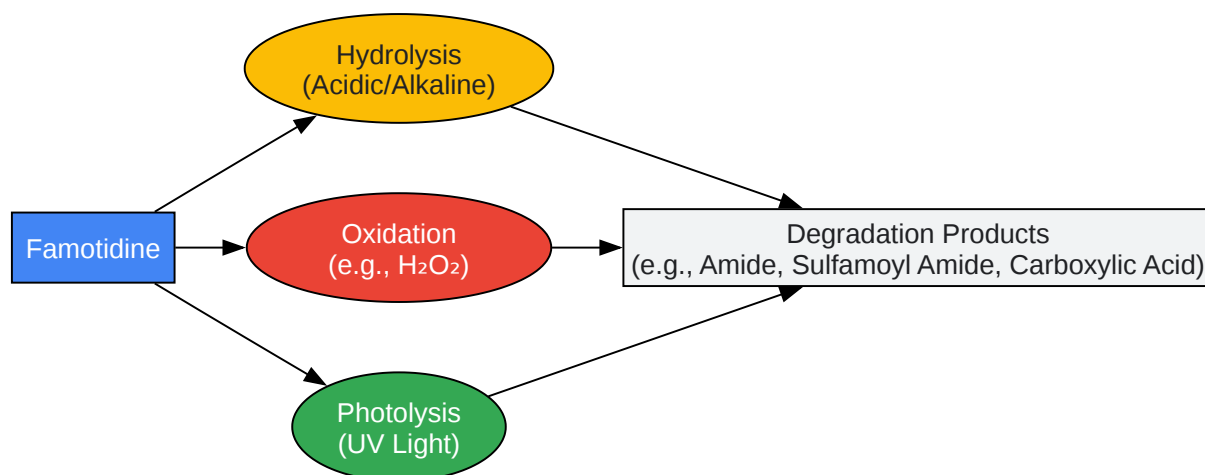 Hydrolysis
(Acidic/Alkaline)
Famotidine
Oxidation
(e.g., H₂O₂)
Degradation Products
(e.g., Amide, Sulfamoyl Amide, Carboxylic Acid)
Photolysis
(UV Light)